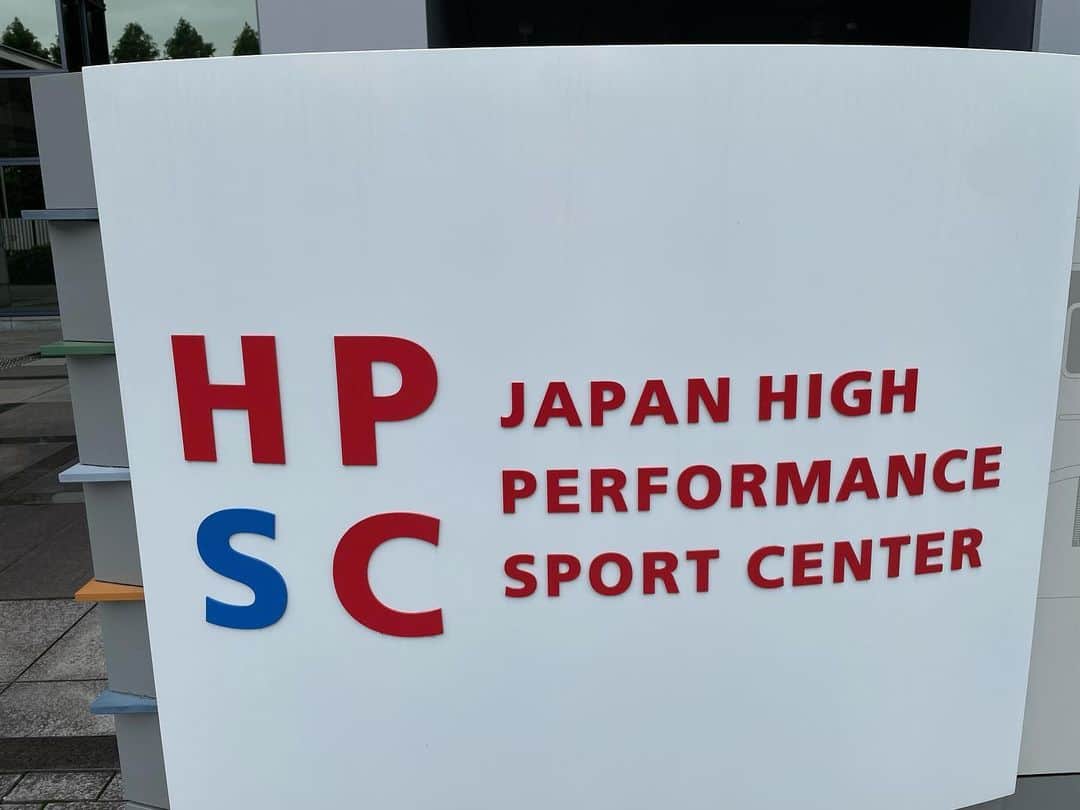 HP
SC
JAPAN HIGH
PERFORMANCE
SPORT CENTER